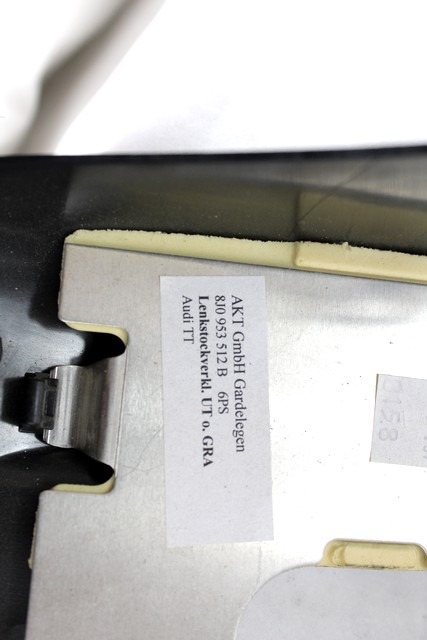 AKT GmbH Gardelegen
8J0 953 512 B 6PS
Lenkstockverkl. UT o. GRA
Audi TT